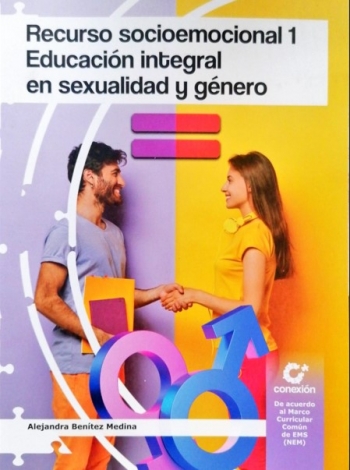 Recurso socioemocional 1
Educación integral
en sexualidad y género
Alejandra Benítez Medina
conexión
De acuerdo
al Marco
Curricular
Común
de EMS
(NEM)